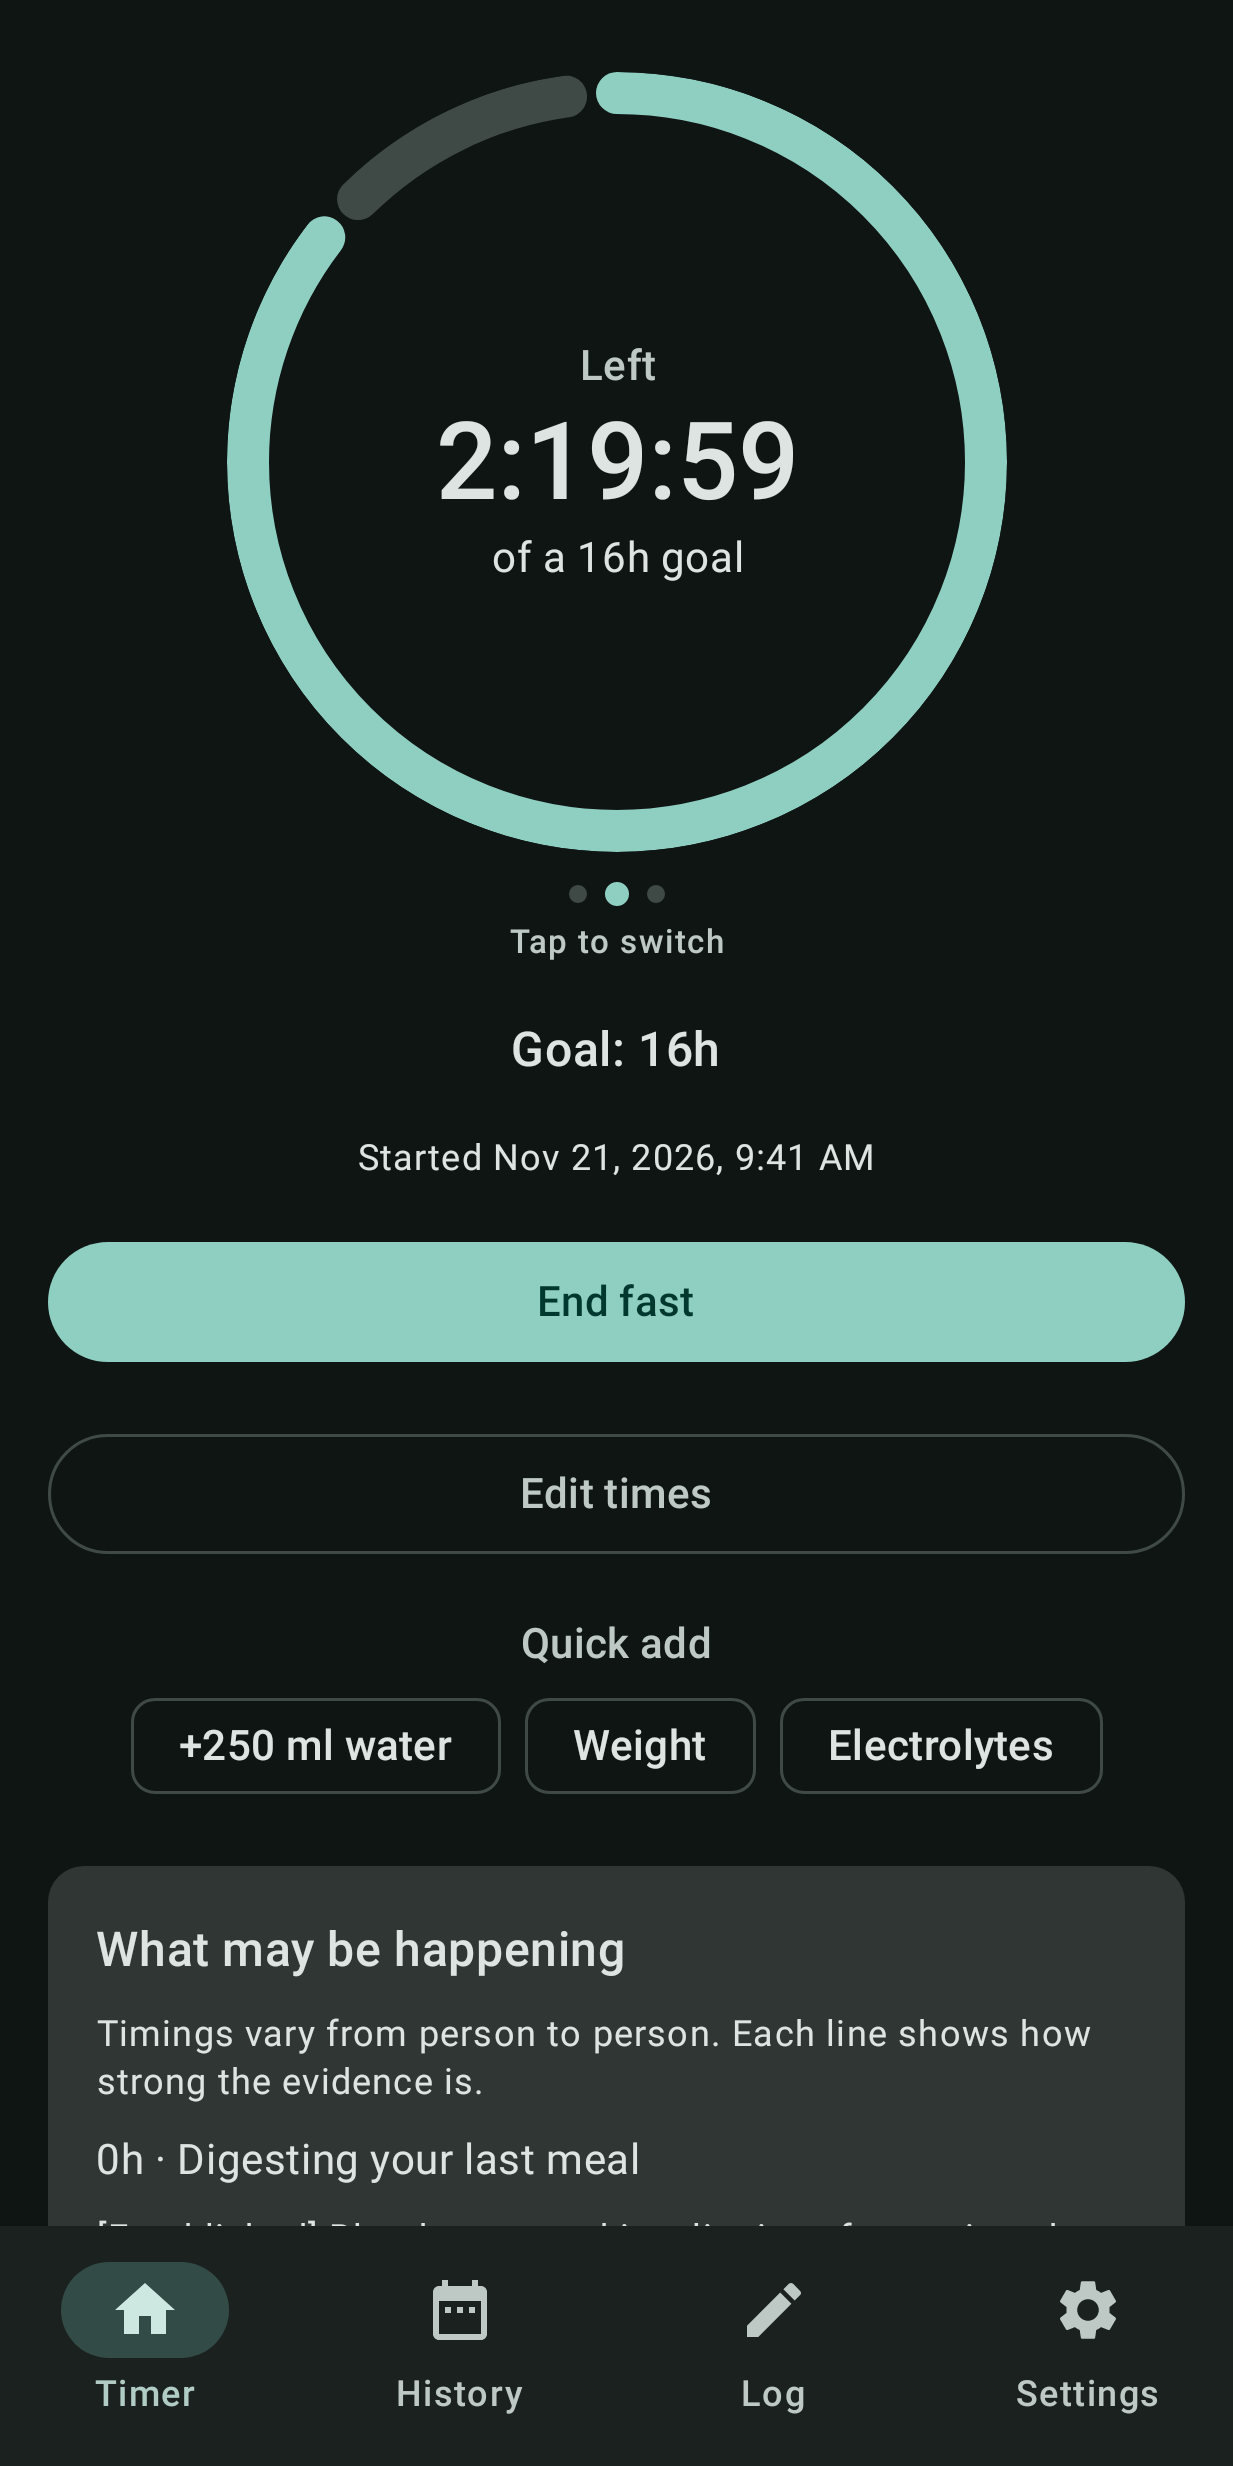 Left
2:19:59
of a 16h goal
Tap to switch
Goal: 16h
Started Nov 21, 2026, 9:41 AM
End fast
Edit times
Quick add
+250 ml water
Weight
Electrolytes
What may be happening
Timings vary from person to person. Each line shows how
strong the evidence is.
0h · Digesting your last meal
Timer
History
Log
Settings